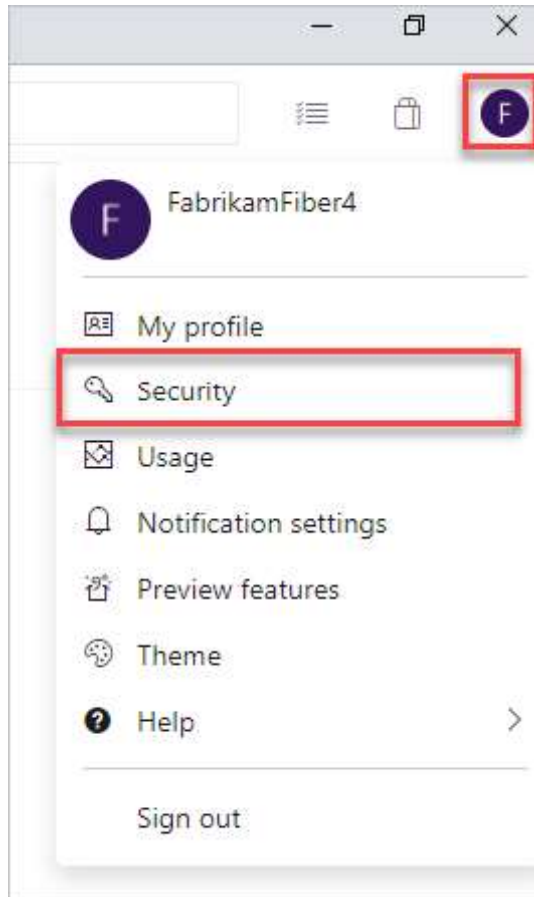 F
F
FabrikamFiber4
My profile
Security
Usage
Notification settings
Preview features
Theme
Help
Sign out